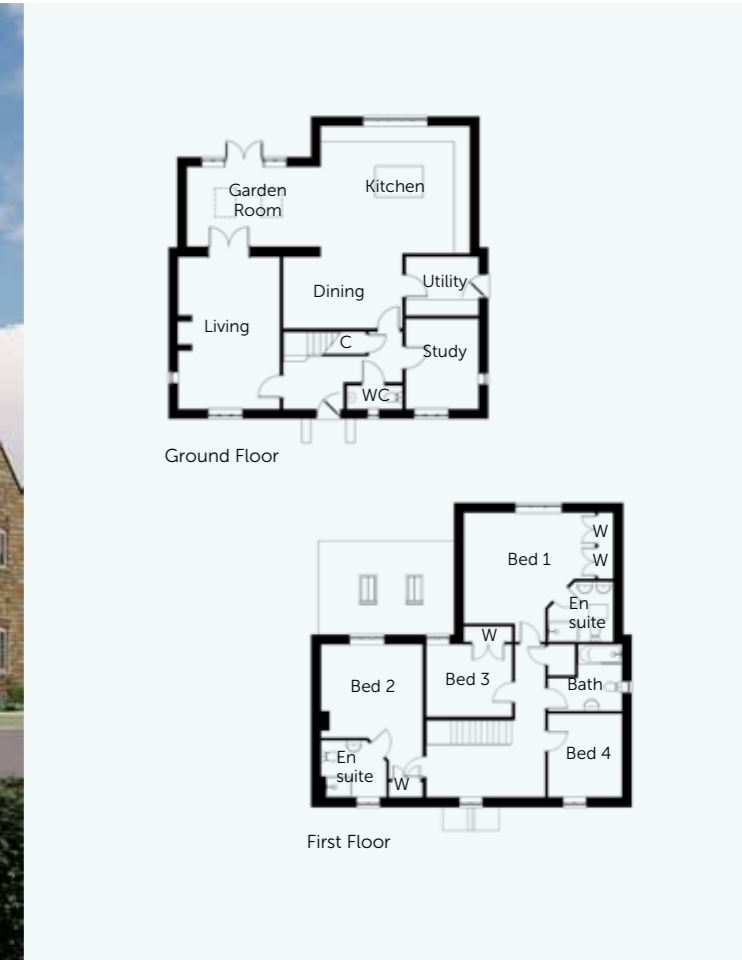 Garden
Room
Kitchen
Dining
Utility
Living
C
Study
WC
Ground Floor
W
Bed 1
W
En
suite
W
Bed 3
Bed 2
Bath
Bed 4
En
suite
W
First Floor